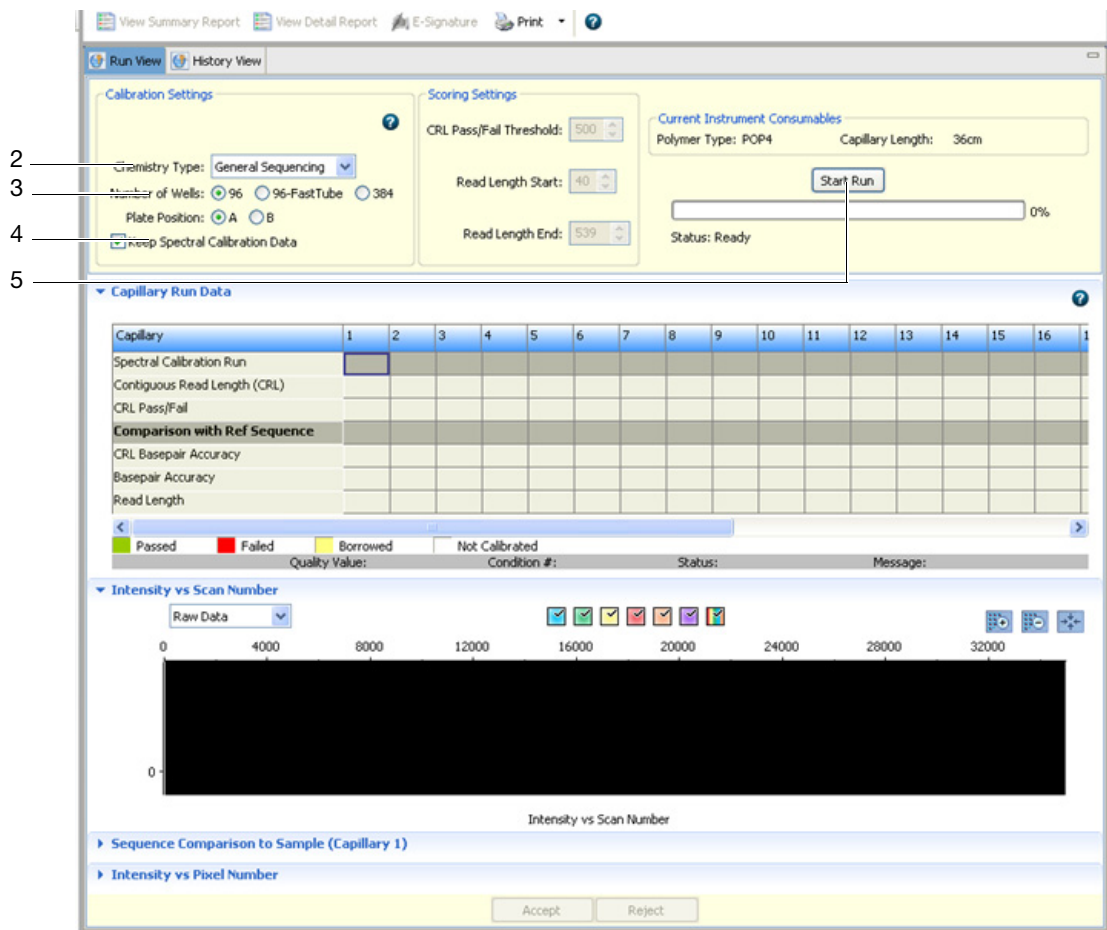 View Summary Report View Detail Report E-Signature Print
Run View History View
Calibration Settings
Scoring Settings
CRL Pass/Fail Threshold: 500
Current Instrument Consumables
Polymer Type: POP4 Capillary Length: 36cm
2
Chemistry Type: General Sequencing
3
Number of Wells: 96 96-FastTube 384
Read Length Start: 40
Start Run
Plate Position: A B
0%
4
Keep Spectral Calibration Data
Read Length End: 539
Status: Ready
5
Capillary Run Data
Capillary 1 2 3 4 5 6 7 8 9 10 11 12 13 14 15 16 1
Spectral Calibration Run
Contiguous Read Length (CRL)
CRL Pass/Fail
Comparison with Ref Sequence
CRL Basepair Accuracy
Basepair Accuracy
Read Length
Passed Failed Borrowed Not Calibrated
Quality Value: Condition #: Status: Message:
Intensity vs Scan Number
Raw Data
0 4000 8000 12000 16000 20000 24000 28000 32000
0
Intensity vs Scan Number
Sequence Comparison to Sample (Capillary 1)
Intensity vs Pixel Number
Accept Reject